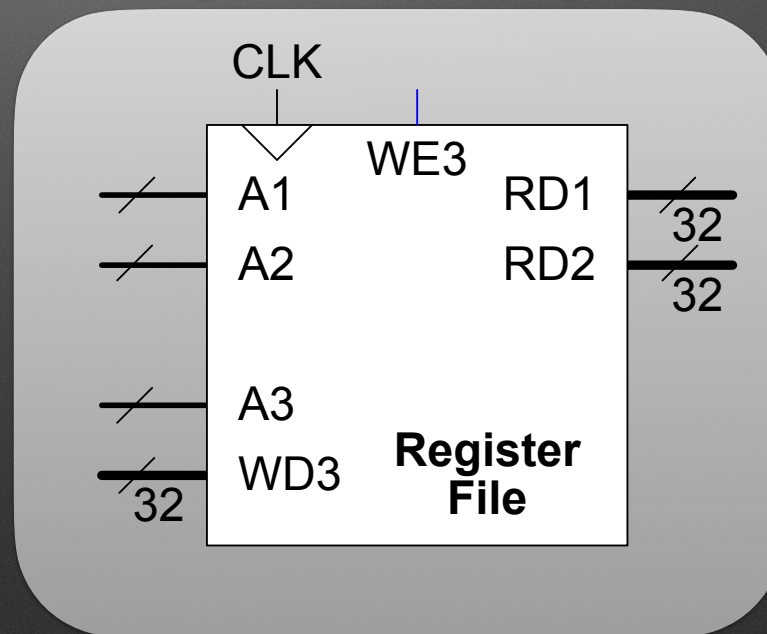 CLK
WE3
A1
RD1
32
A2
RD2
32
A3
WD3
32
Register
File